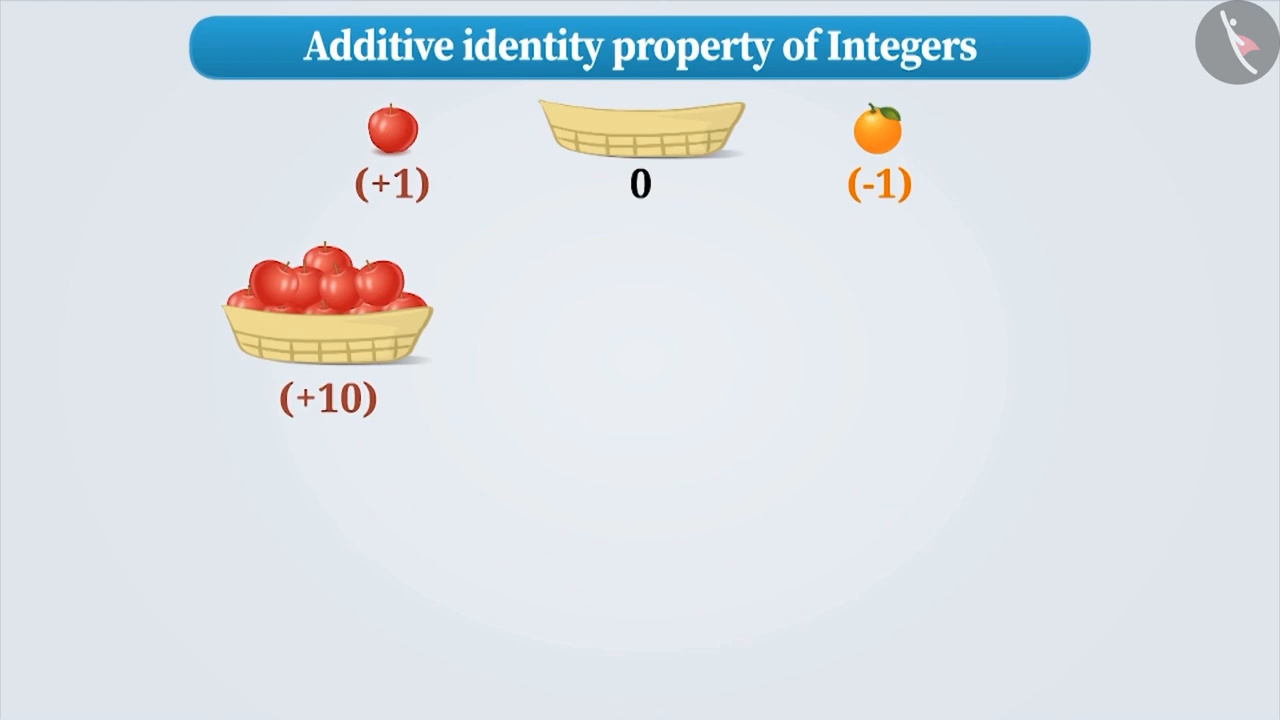 Additive identity property of Integers
(+1) 0 (-1)
(+10)